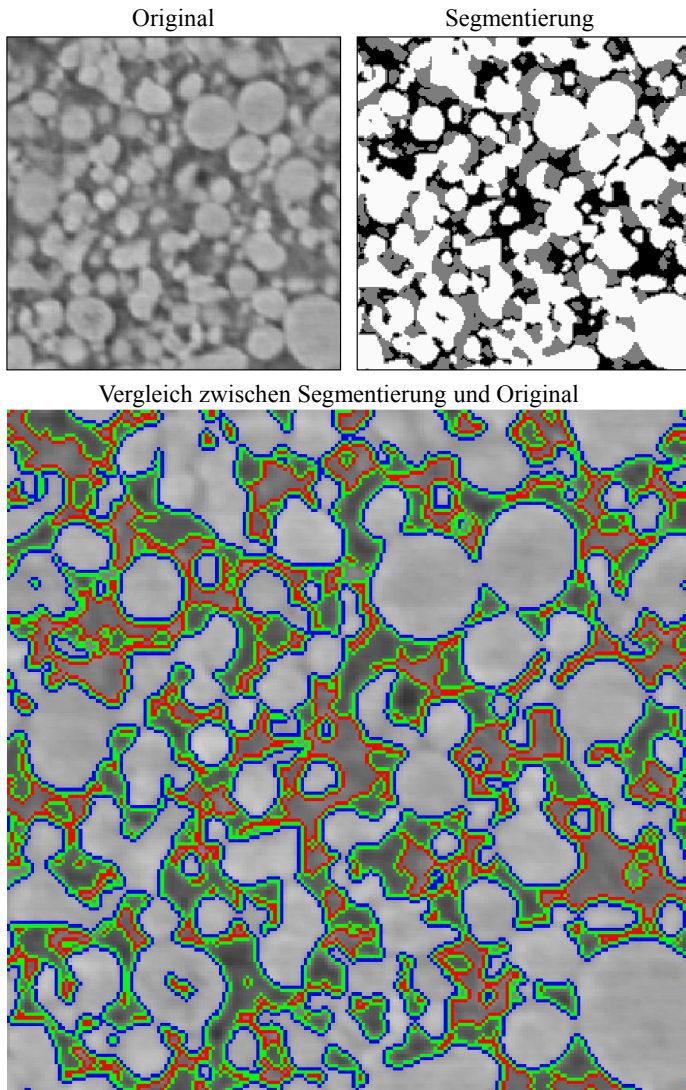 Original
Segmentierung
Vergleich zwischen Segmentierung und Original